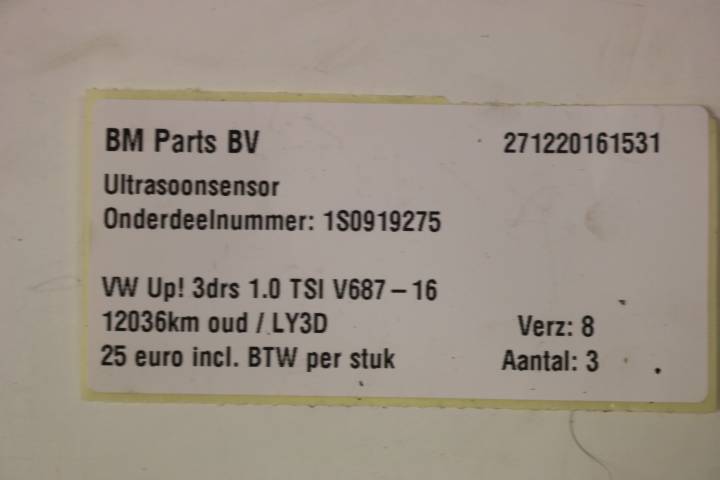 BM Parts BV 271220161531
Ultrasoonsensor
Onderdeelnummer: 1S0919275
VW Up! 3drs 1.0 TSI V687-16
12036km oud / LY3D Verz: 8
25 euro incl. BTW per stuk Aantal: 3